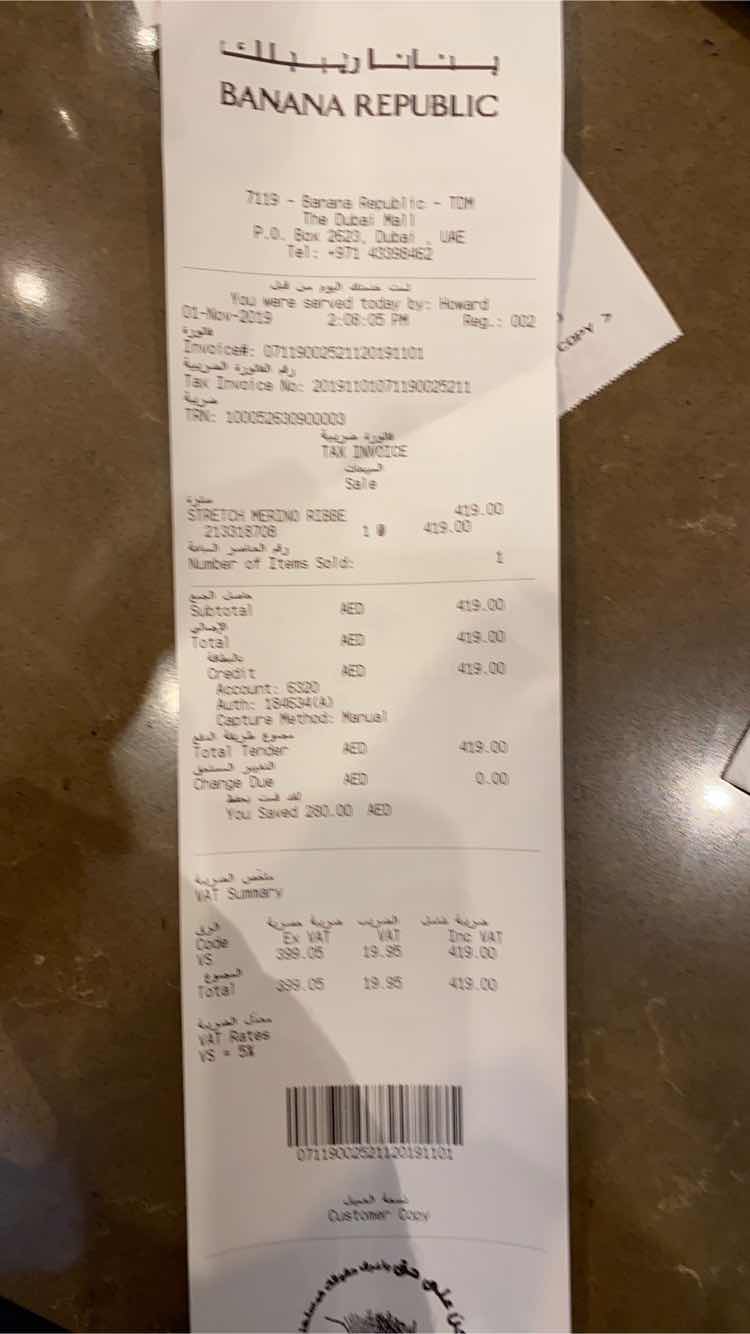 بنانا ريببلك
BANANA REPUBLIC
7119 - Banana Republic - TDM
The Dubai Mall
P.O. Box 2623, Dubai , UAE
Tel: +971 43398462
تمت خدمتك اليوم من قبل
You were served today by: Howard
01-Nov-2019 2:08:05 PM Reg.: 002
فاتورة
Invoice#: 07119002521120191101
رقم الفاتورة الضريبية
Tax Invoice No: 20191101071190025211
ضريبة
TRN: 100052630900003
فاتورة ضريبية
TAX INVOICE
المبيعات
Sale
سترة
STRETCH MERINO RIBBE 419.00
213318708 1 @ 419.00
رقم العناصر المباعة
Number of Items Sold: 1
حاصل الجمع
Subtotal AED 419.00
الإجمالي
Total AED 419.00
بالبطاقة
Credit AED 419.00
Account: 6320
Auth: 184634(A)
Capture Method: Manual
مجموع طريقة الدفع
Total Tender AED 419.00
التغيير المستحق
Change Due AED 0.00
لقد قمت بحفظ
You Saved 280.00 AED
ملخص الضريبة
VAT Summary
الرمز ضريبة حصرية الضريبة ضريبة شامل
Code Ex VAT VAT Inc VAT
VS 399.05 19.95 419.00
المجموع
Total 399.05 19.95 419.00
معدل الضريبة
VAT Rates
VS = 5%
07119002521120191101
نسخة العميل
Customer Copy
COPY 7